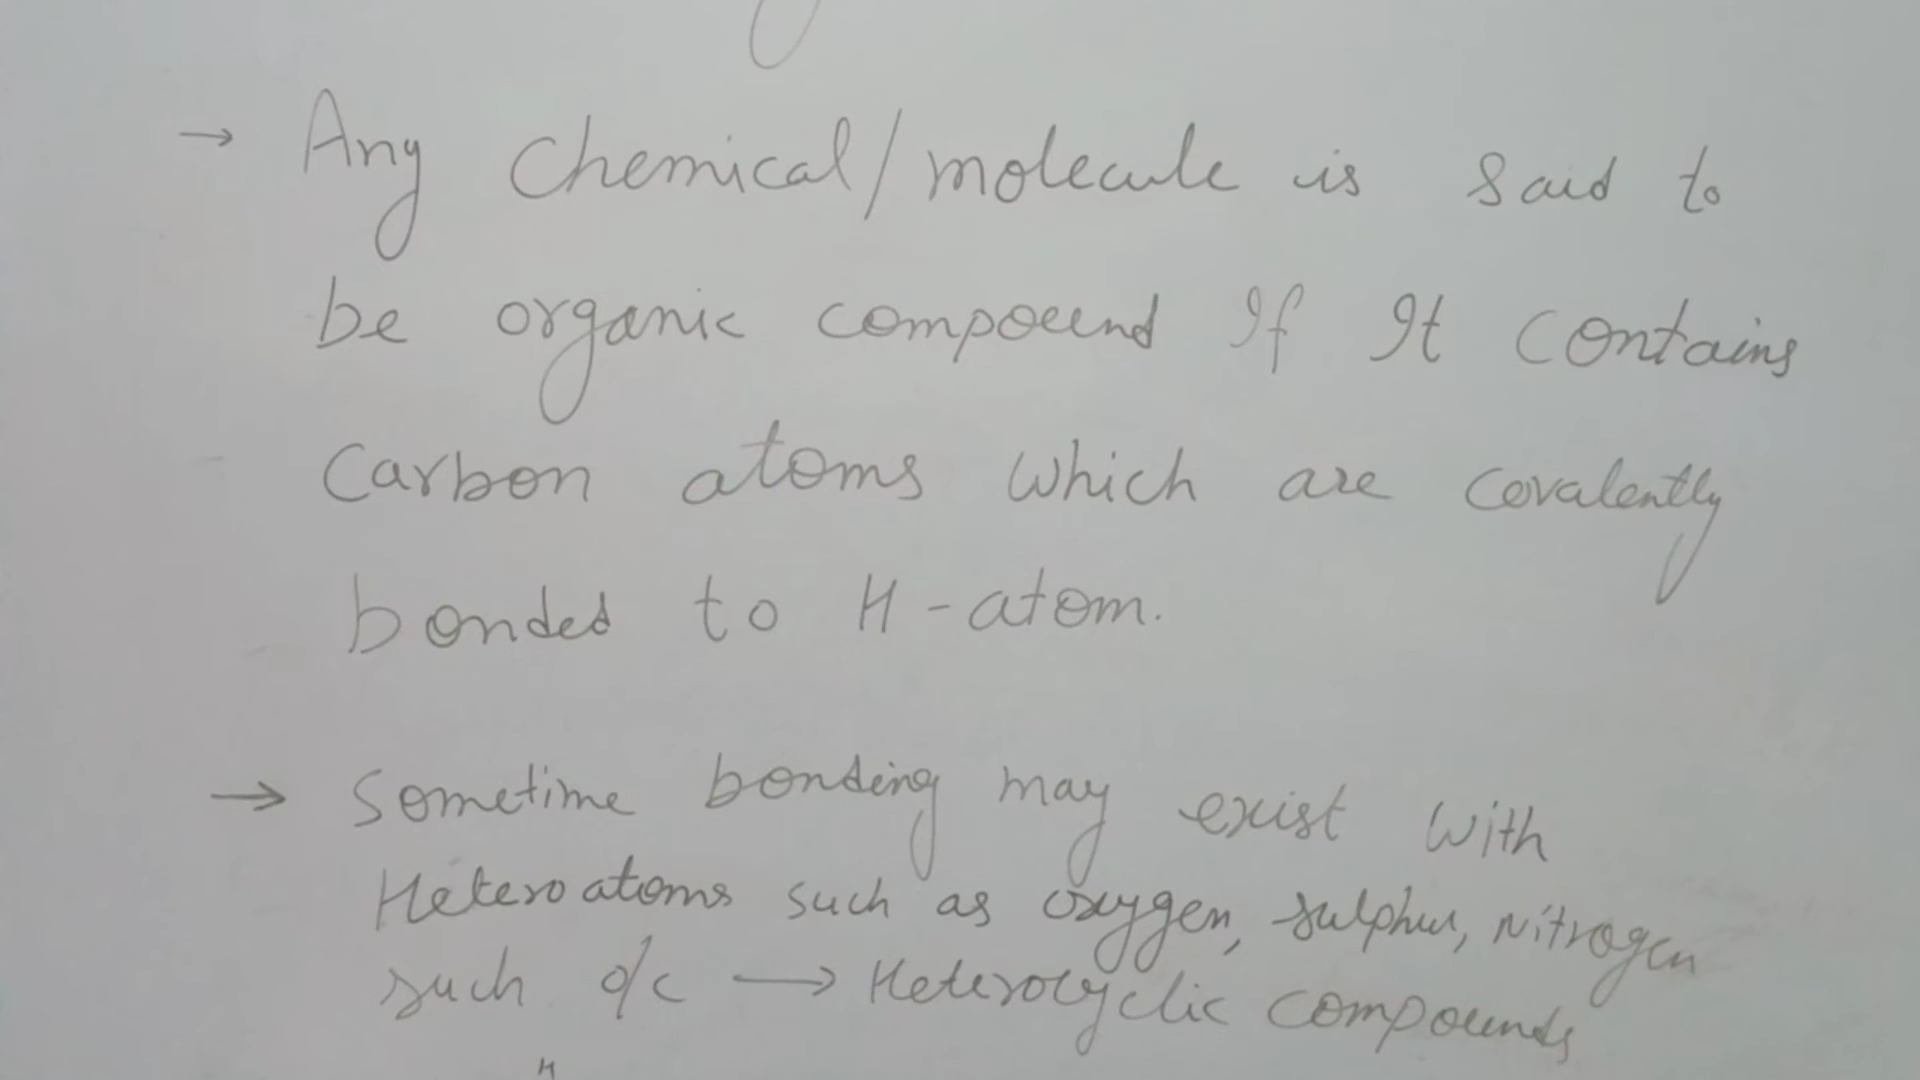 → Any Chemical/molecule is said to
be organic compound If It contains
Carbon atoms which are covalently
bonded to H-atom.
→ Sometime bonding may exist with
Heteroatoms such as oxygen, sulphur, Nitrogen
such o/c → Heterocyclic compounds
H